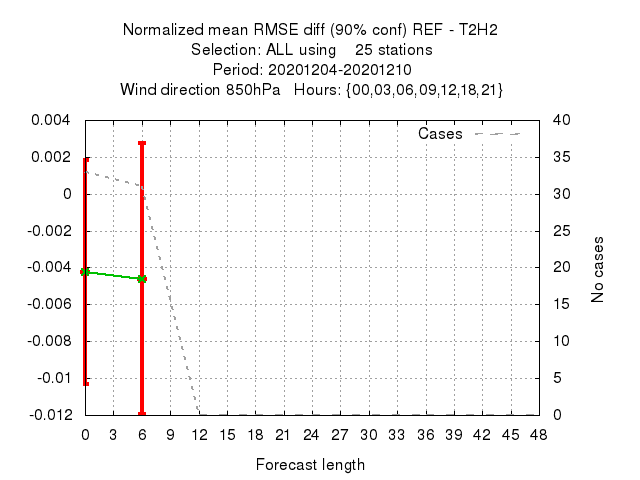 Normalized mean RMSE diff (90% conf) REF - T2H2
Selection: ALL using 25 stations
Period: 20201204-20201210
Wind direction 850hPa Hours: {00,03,06,09,12,18,21}
Cases
0.004
0.002
0
-0.002
-0.004
-0.006
-0.008
-0.01
-0.012
40
35
30
25
20
15
10
5
0
No cases
0 3 6 9 12 15 18 21 24 27 30 33 36 39 42 45 48
Forecast length